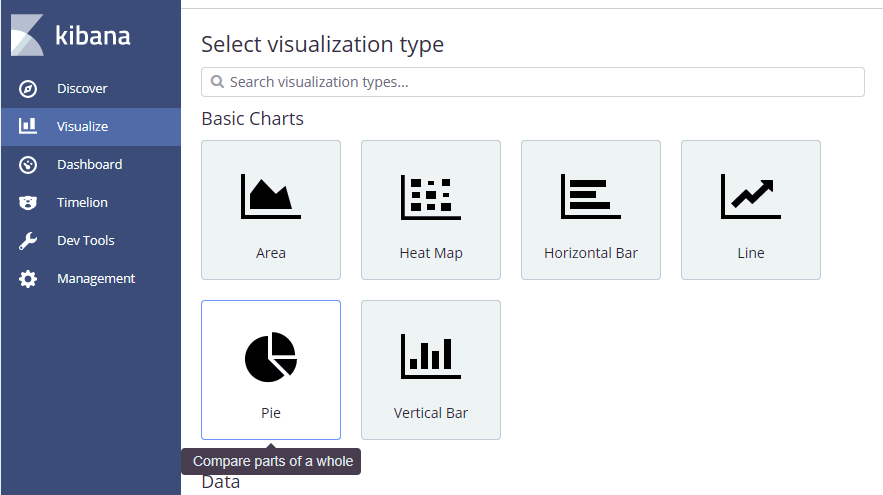 kibana
Discover
Visualize
Dashboard
Timelion
Dev Tools
Management
Select visualization type
Search visualization types...
Basic Charts
Area
Heat Map
Horizontal Bar
Line
Pie
Vertical Bar
Compare parts of a whole
Data